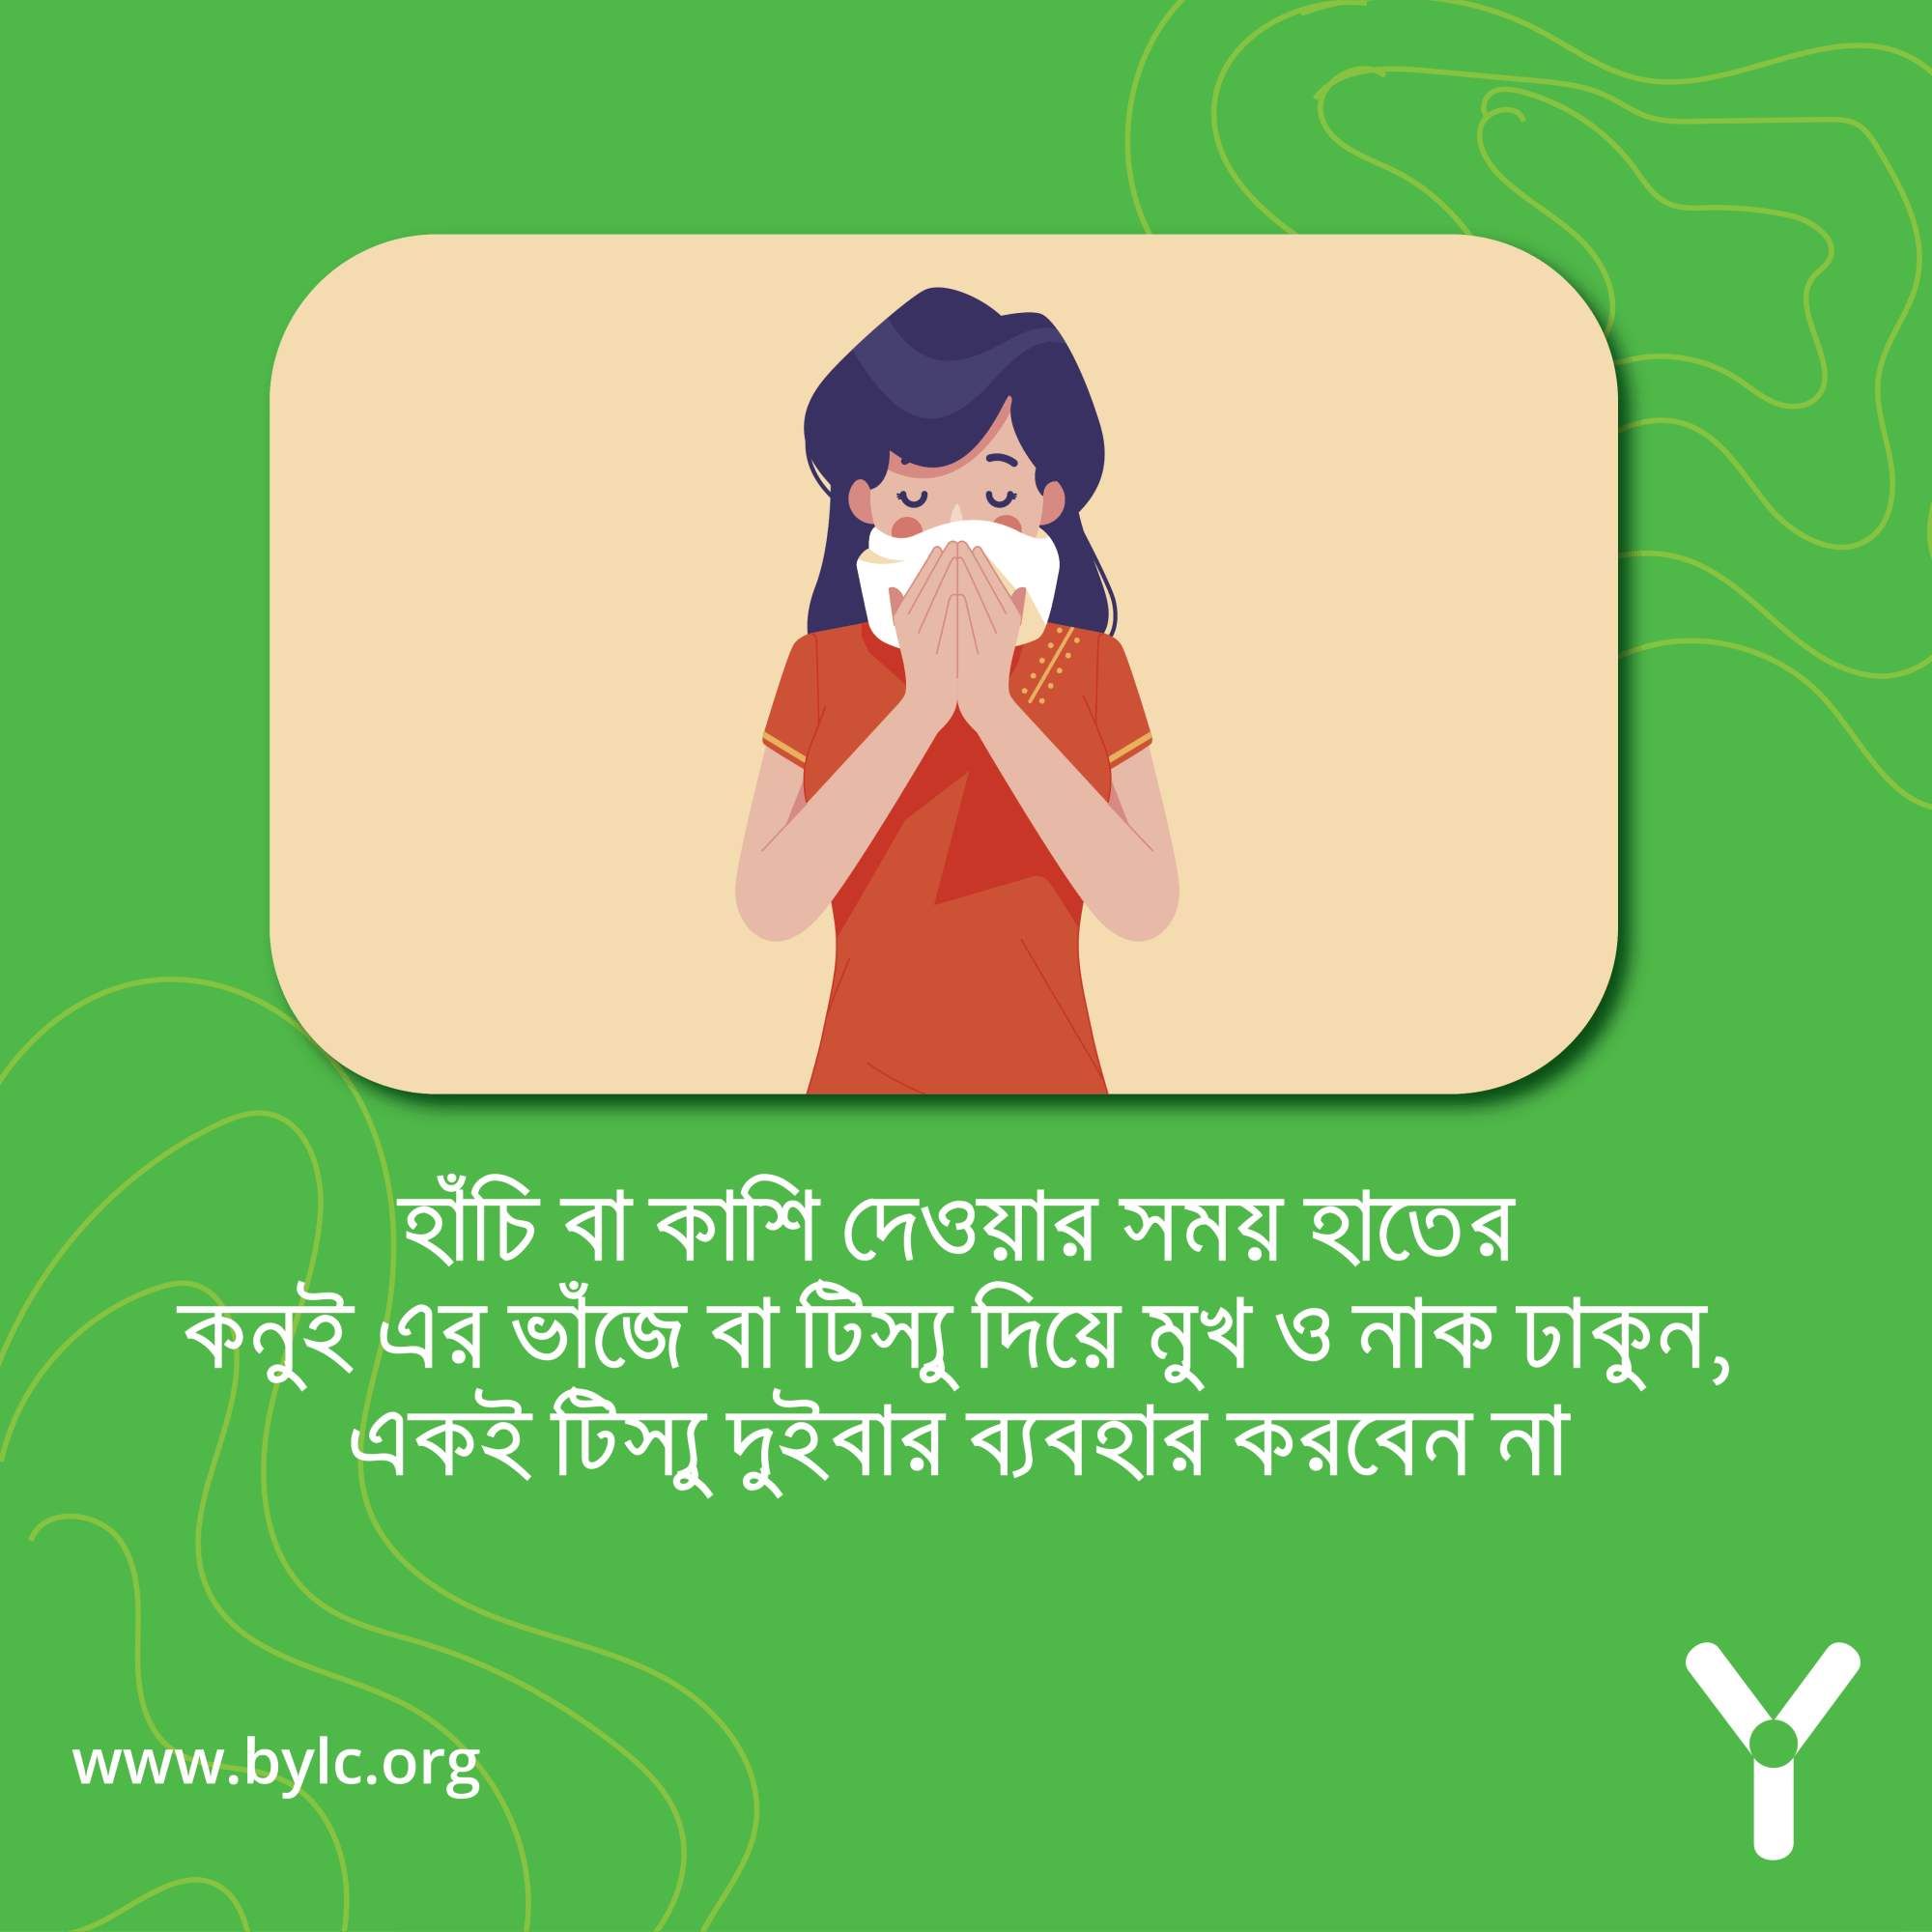 হাঁচি বা কাশি দেওয়ার সময় হাতের
কনুই এর ভাঁজে বা টিস্যু দিয়ে মুখ ও নাক ঢাকুন,
একই টিস্যু দুইবার ব্যবহার করবেন না
www.bylc.org